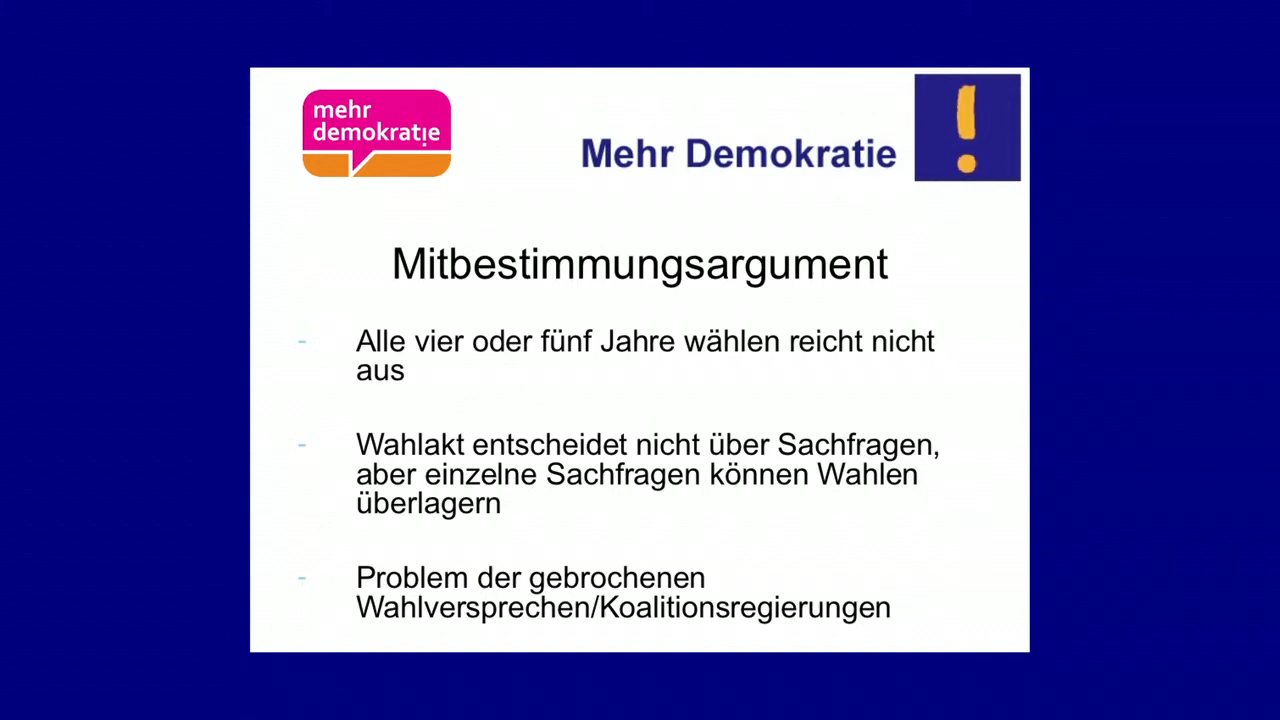 mehr
demokratie
Mehr Demokratie
!
Mitbestimmungsargument
- Alle vier oder fünf Jahre wählen reicht nicht
aus
- Wahlakt entscheidet nicht über Sachfragen,
aber einzelne Sachfragen können Wahlen
überlagern
- Problem der gebrochenen
Wahlversprechen/Koalitionsregierungen